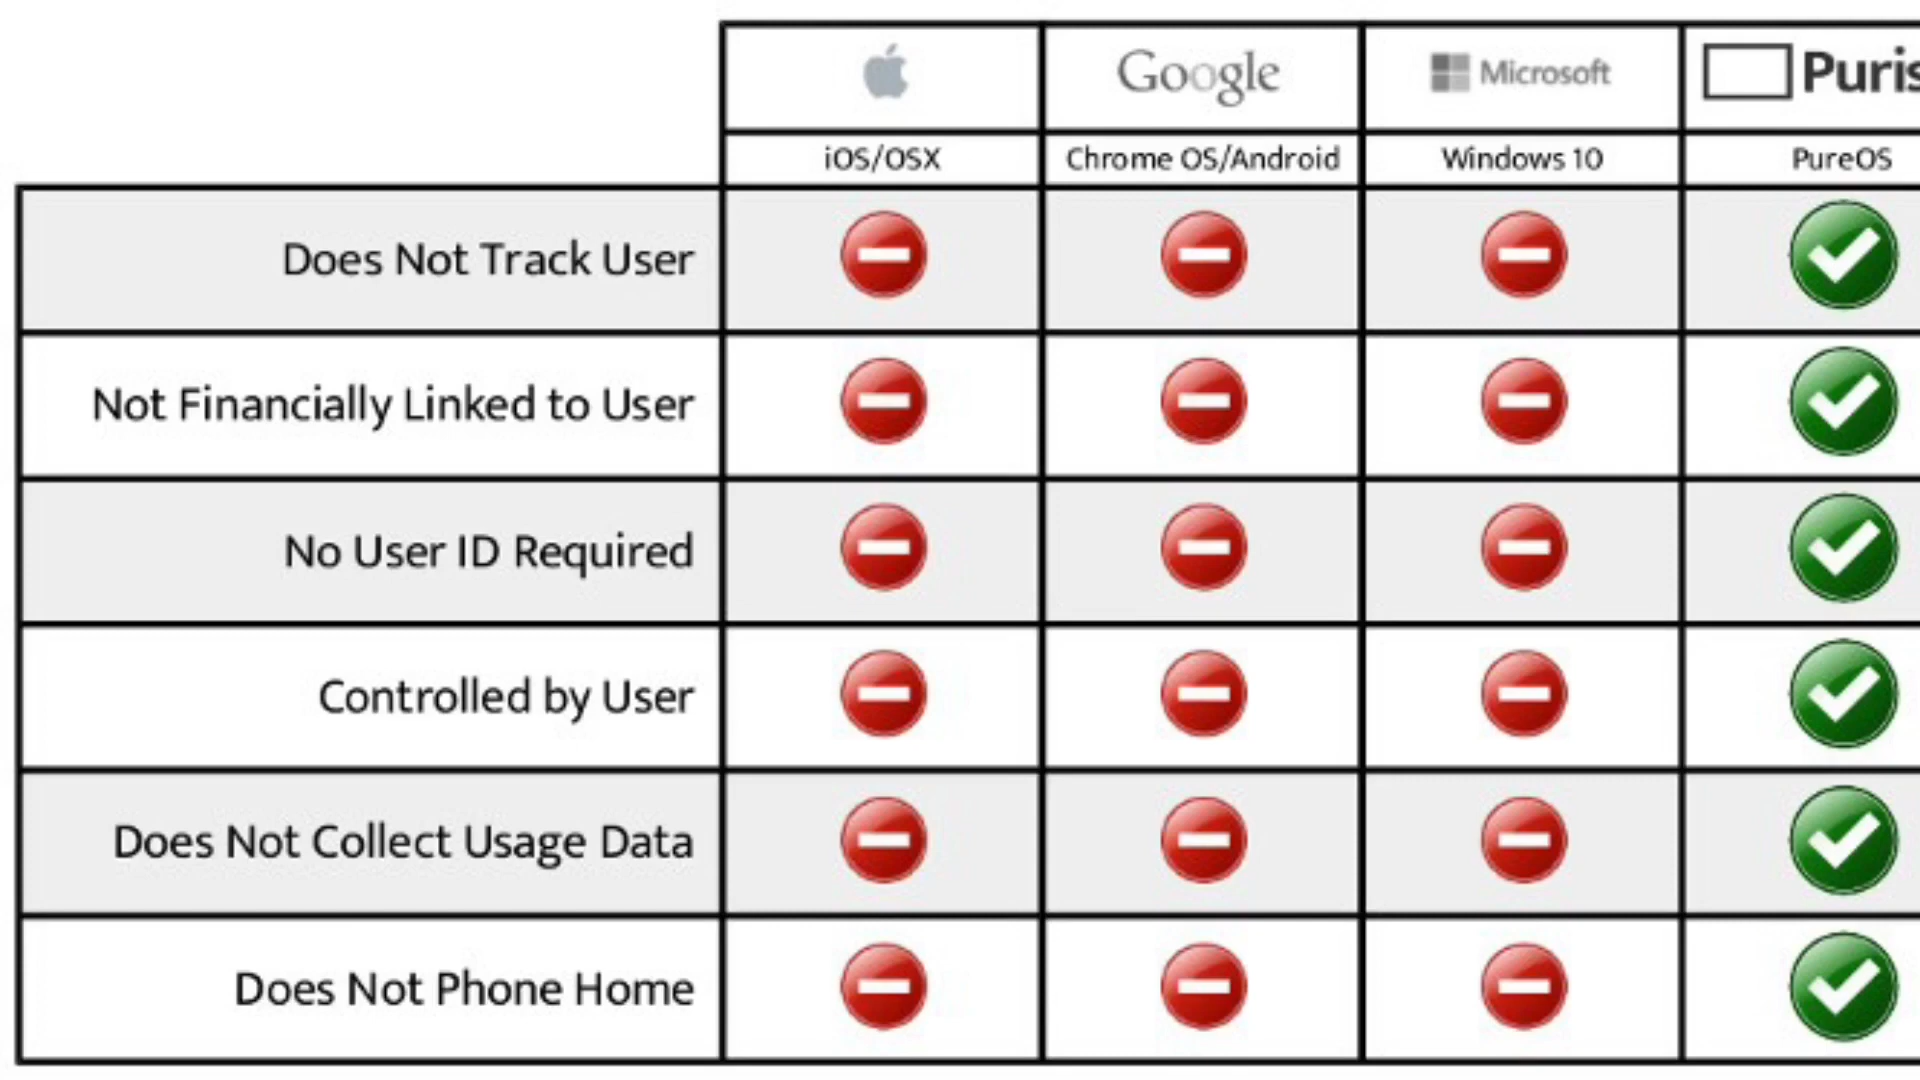 Google
Microsoft
Puris
iOS/OSX
Chrome OS/Android
Windows 10
PureOS
Does Not Track User
Not Financially Linked to User
No User ID Required
Controlled by User
Does Not Collect Usage Data
Does Not Phone Home